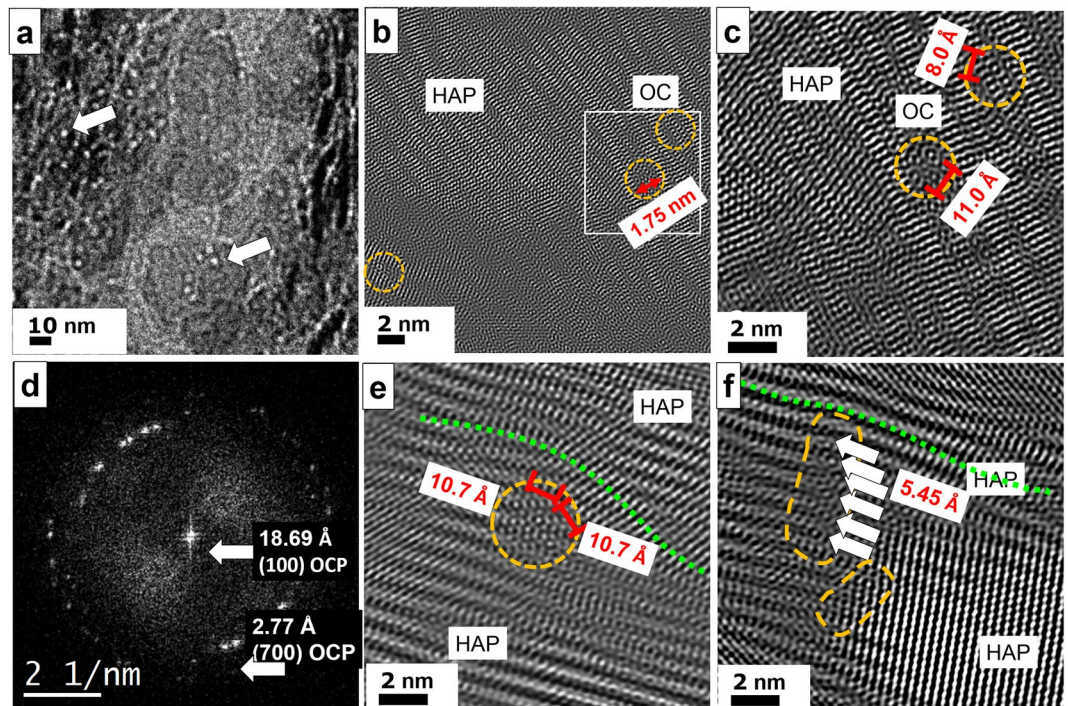 a
10 nm
b
HAP
OC
1.75 nm
2 nm
c
8.0 Å
HAP
OC
11.0 Å
2 nm
d
18.69 Å
(100) OCP
2.77 Å
(700) OCP
2 1/nm
e
HAP
10.7 Å
10.7 Å
HAP
2 nm
f
HAP
5.45 Å
HAP
2 nm